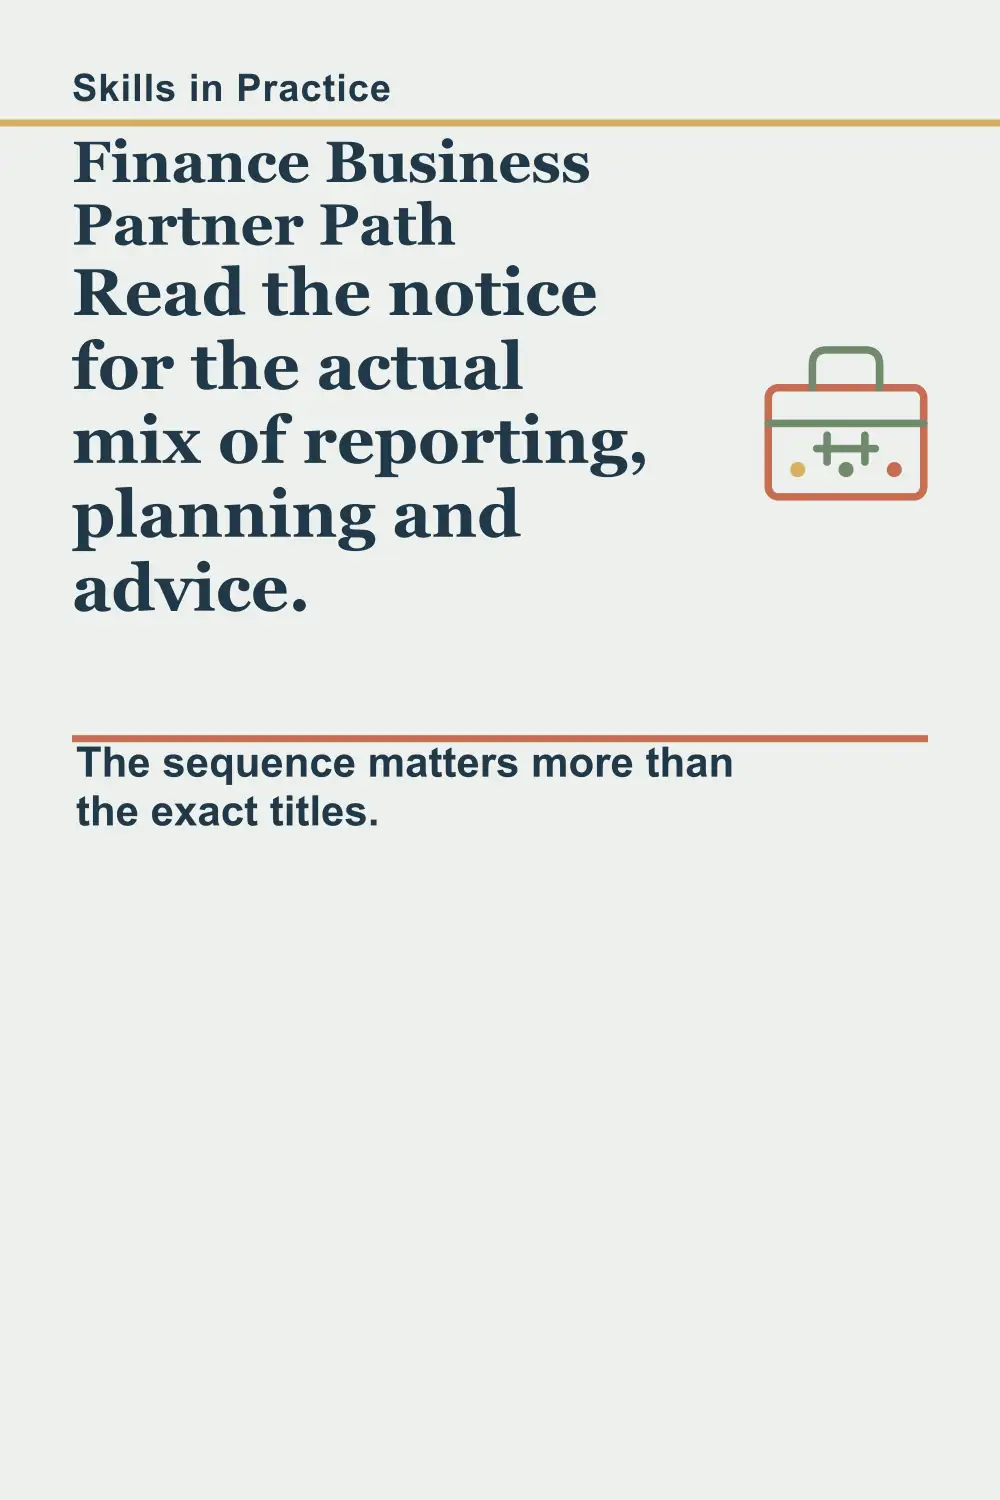 Skills in Practice
Finance Business
Partner Path
Read the notice
for the actual
mix of reporting,
planning and
advice.
The sequence matters more than
the exact titles.